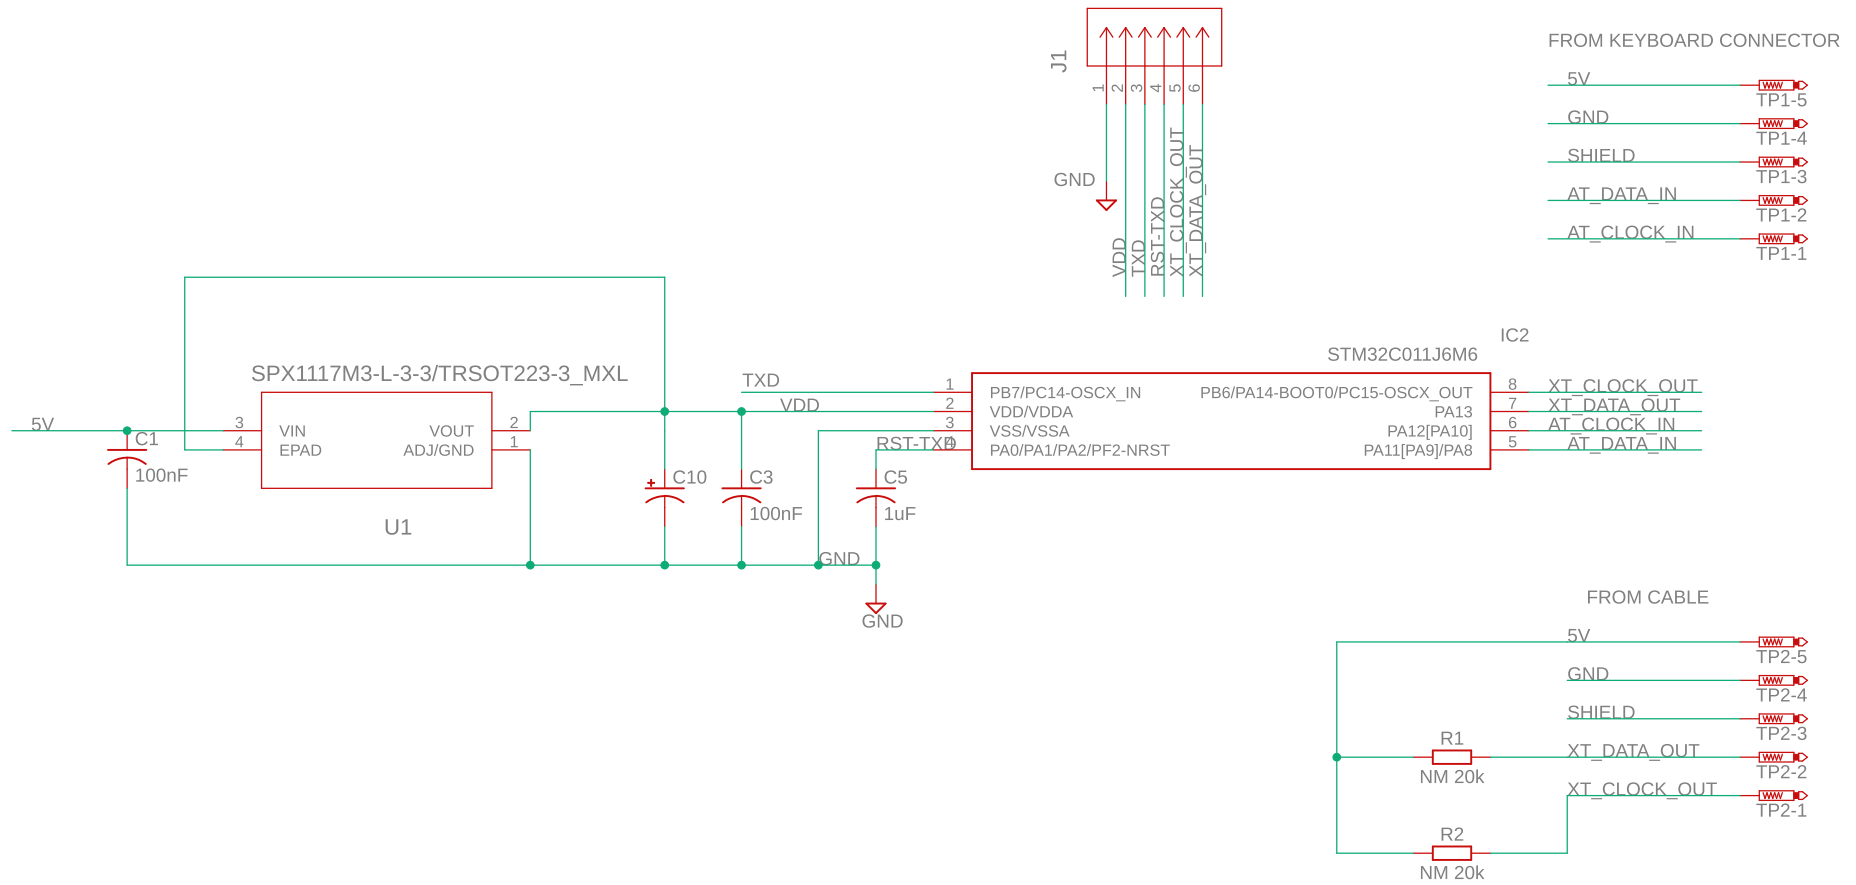 J1
1
2
3
4
5
6
GND
VDD
TXD
RST-TXD
XT_CLOCK_OUT
XT_DATA_OUT
FROM KEYBOARD CONNECTOR
5V
TP1-5
GND
TP1-4
SHIELD
TP1-3
AT_DATA_IN
TP1-2
AT_CLOCK_IN
TP1-1
SPX1117M3-L-3-3/TRSOT223-3_MXL
5V
3
VIN
4
EPAD
VOUT
2
ADJ/GND
1
U1
C1
100nF
C10
C3
100nF
C5
1uF
GND
GND
TXD
VDD
RST-TXD
IC2
STM32C011J6M6
1
PB7/PC14-OSCX_IN
2
VDD/VDDA
3
VSS/VSSA
4
PA0/PA1/PA2/PF2-NRST
PB6/PA14-BOOT0/PC15-OSCX_OUT
8
XT_CLOCK_OUT
PA13
7
XT_DATA_OUT
PA12[PA10]
6
AT_CLOCK_IN
PA11[PA9]/PA8
5
AT_DATA_IN
FROM CABLE
5V
TP2-5
GND
TP2-4
SHIELD
TP2-3
R1
NM 20k
XT_DATA_OUT
TP2-2
XT_CLOCK_OUT
TP2-1
R2
NM 20k